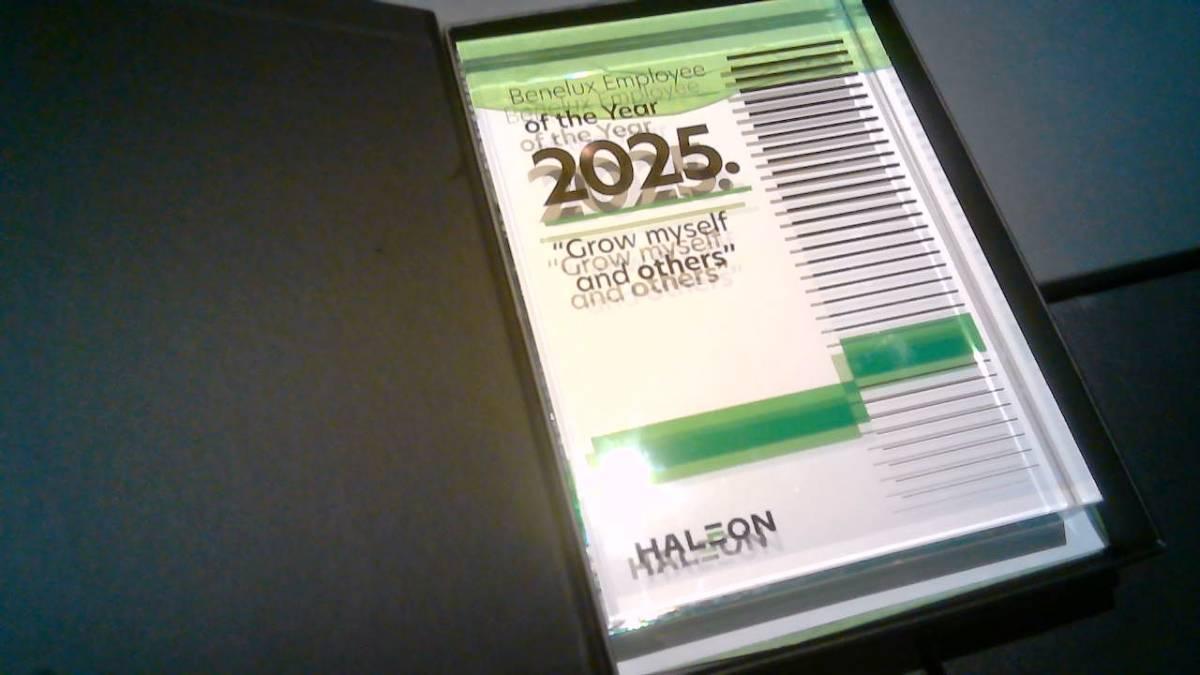 Benelux Employee
of the Year
2025.
“Grow myself
and others”
HALEON